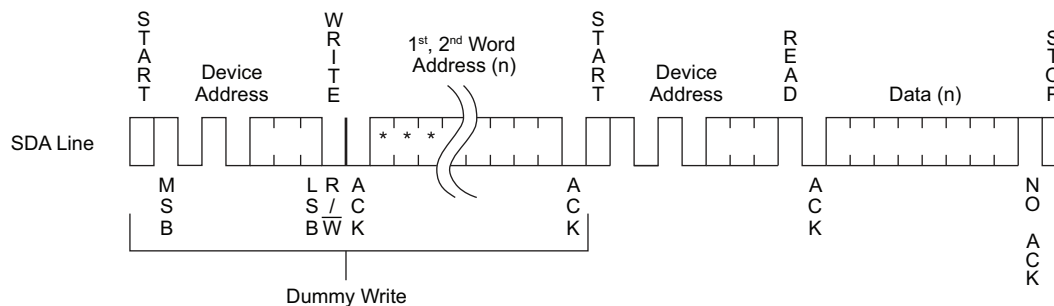 START
Device
Address
WRITE
1st, 2nd Word
Address (n)
START
Device
Address
READ
Data (n)
STOP
SDA Line
* * *
MSB
LSB
R/W
ACK
ACK
ACK
NO ACK
Dummy Write